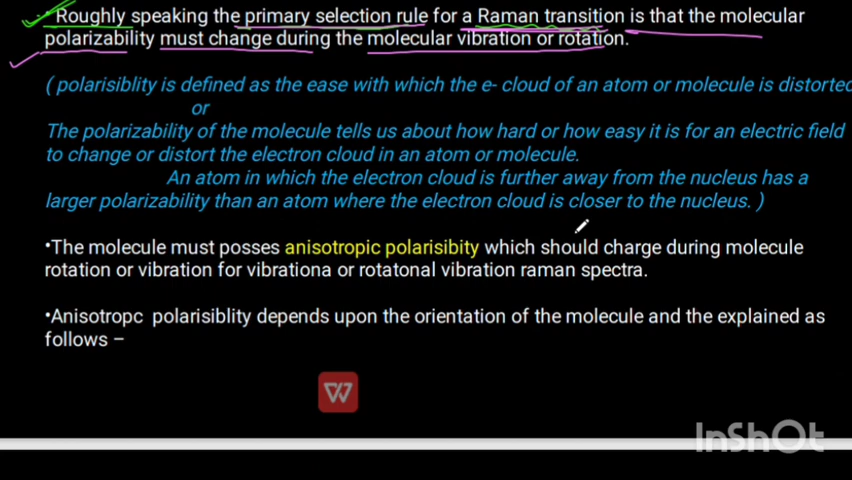 Roughly speaking the primary selection rule for a Raman transition is that the molecular
polarizability must change during the molecular vibration or rotation.
( polarisiblity is defined as the ease with which the e- cloud of an atom or molecule is distorted
or
The polarizability of the molecule tells us about how hard or how easy it is for an electric field
to change or distort the electron cloud in an atom or molecule.
An atom in which the electron cloud is further away from the nucleus has a
larger polarizability than an atom where the electron cloud is closer to the nucleus. )
•The molecule must posses anisotropic polarisibity which should charge during molecule
rotation or vibration for vibrationa or rotatonal vibration raman spectra.
•Anisotropc polarisiblity depends upon the orientation of the molecule and the explained as
follows –
W
InShOt